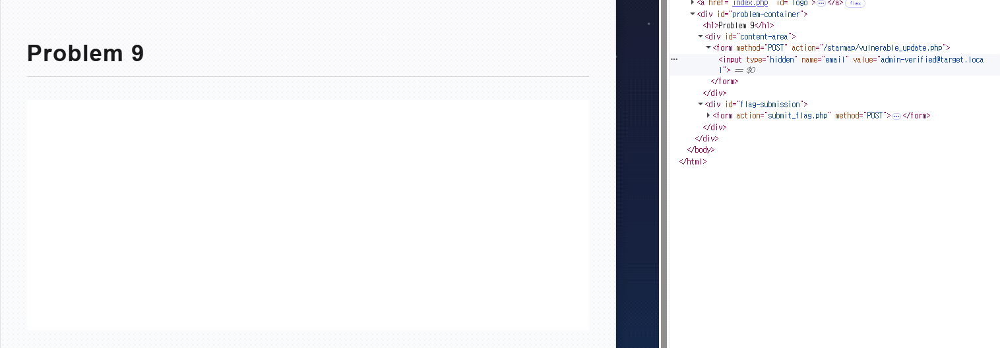 Problem 9
<a href="index.php" id="logo">⋯</a> flex
<div id="problem-container">
<h1>Problem 9</h1>
<div id="content-area">
<form method="POST" action="/starmap/vulnerable_update.php">
<input type="hidden" name="email" value="admin-verified@target.loca
l"> == $0
</form>
</div>
<div id="flag-submission">
<form action="submit_flag.php" method="POST">⋯</form>
</div>
</div>
</body>
</html>